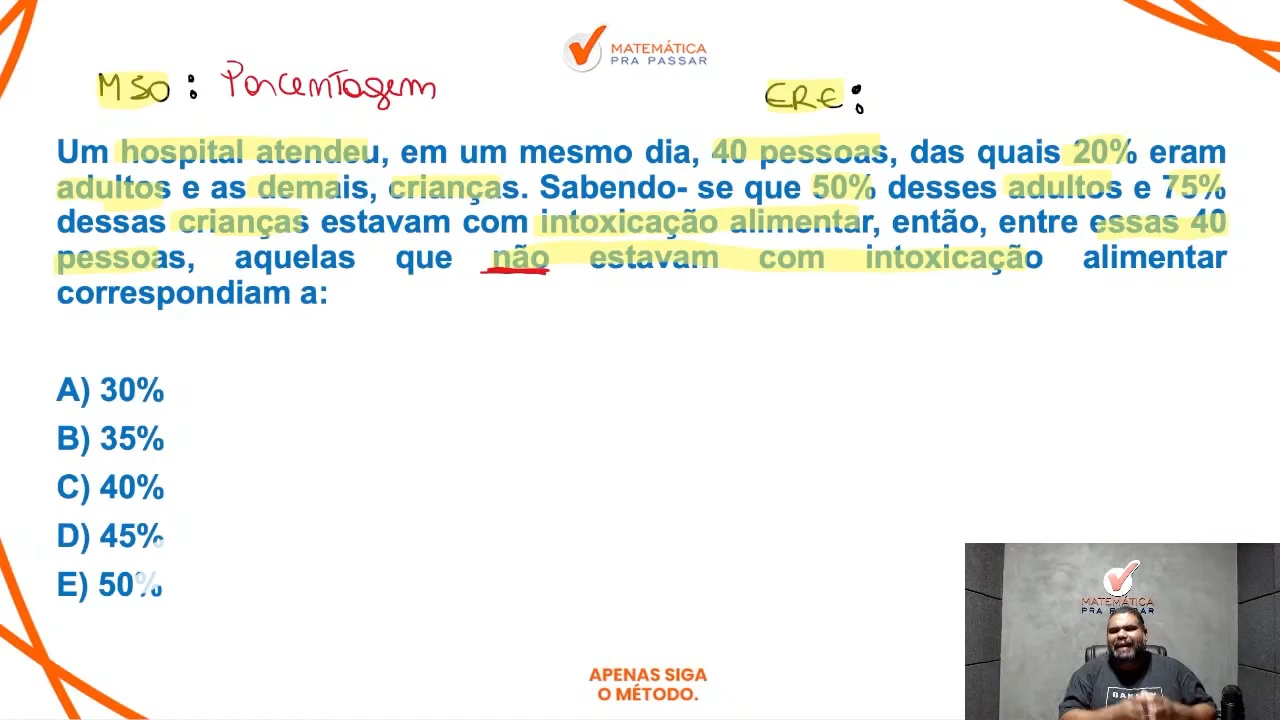 MATEMÁTICA
PRA PASSAR
MSO : Porcentagem
ERE :
Um hospital atendeu, em um mesmo dia, 40 pessoas, das quais 20% eram
adultos e as demais, crianças. Sabendo- se que 50% desses adultos e 75%
dessas crianças estavam com intoxicação alimentar, então, entre essas 40
pessoas, aquelas que não estavam com intoxicação alimentar
correspondiam a:
A) 30%
B) 35%
C) 40%
D) 45%
E) 50%
MATEMÁTICA
PRA PASSAR
APENAS SIGA
O MÉTODO.